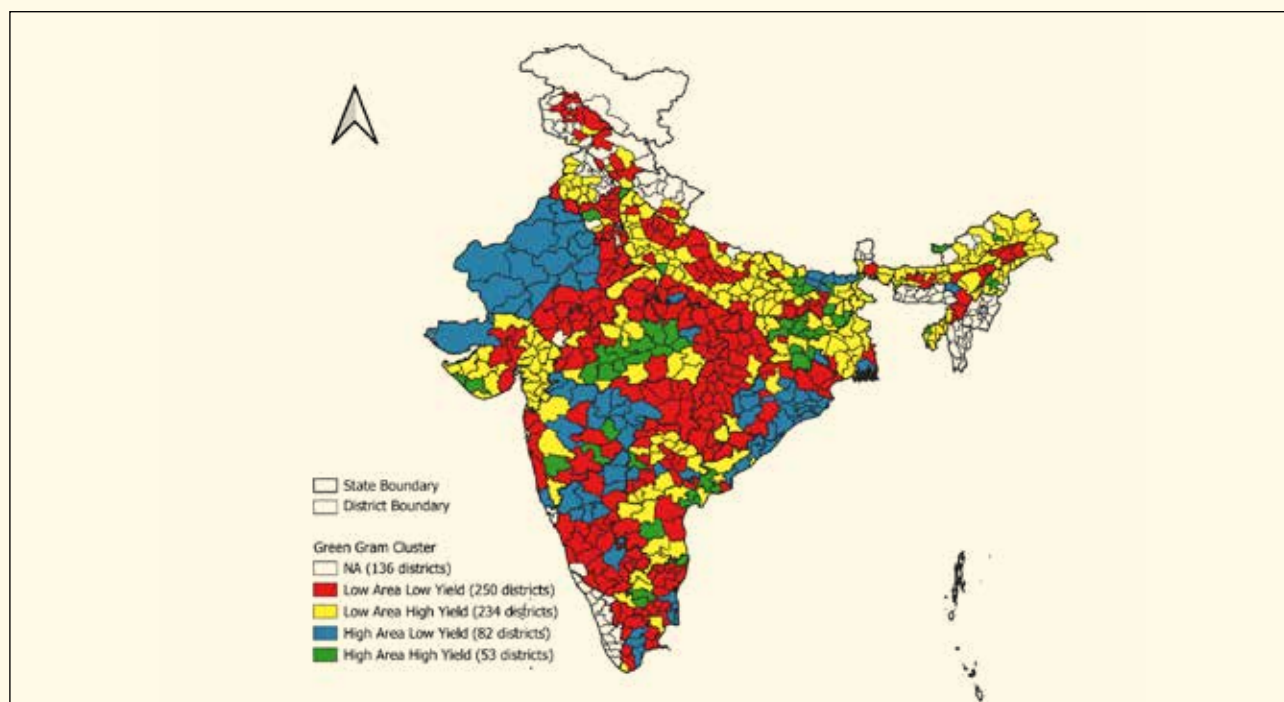 State Boundary
District Boundary
Green Gram Cluster
NA (136 districts)
Low Area Low Yield (250 districts)
Low Area High Yield (234 districts)
High Area Low Yield (82 districts)
High Area High Yield (53 districts)